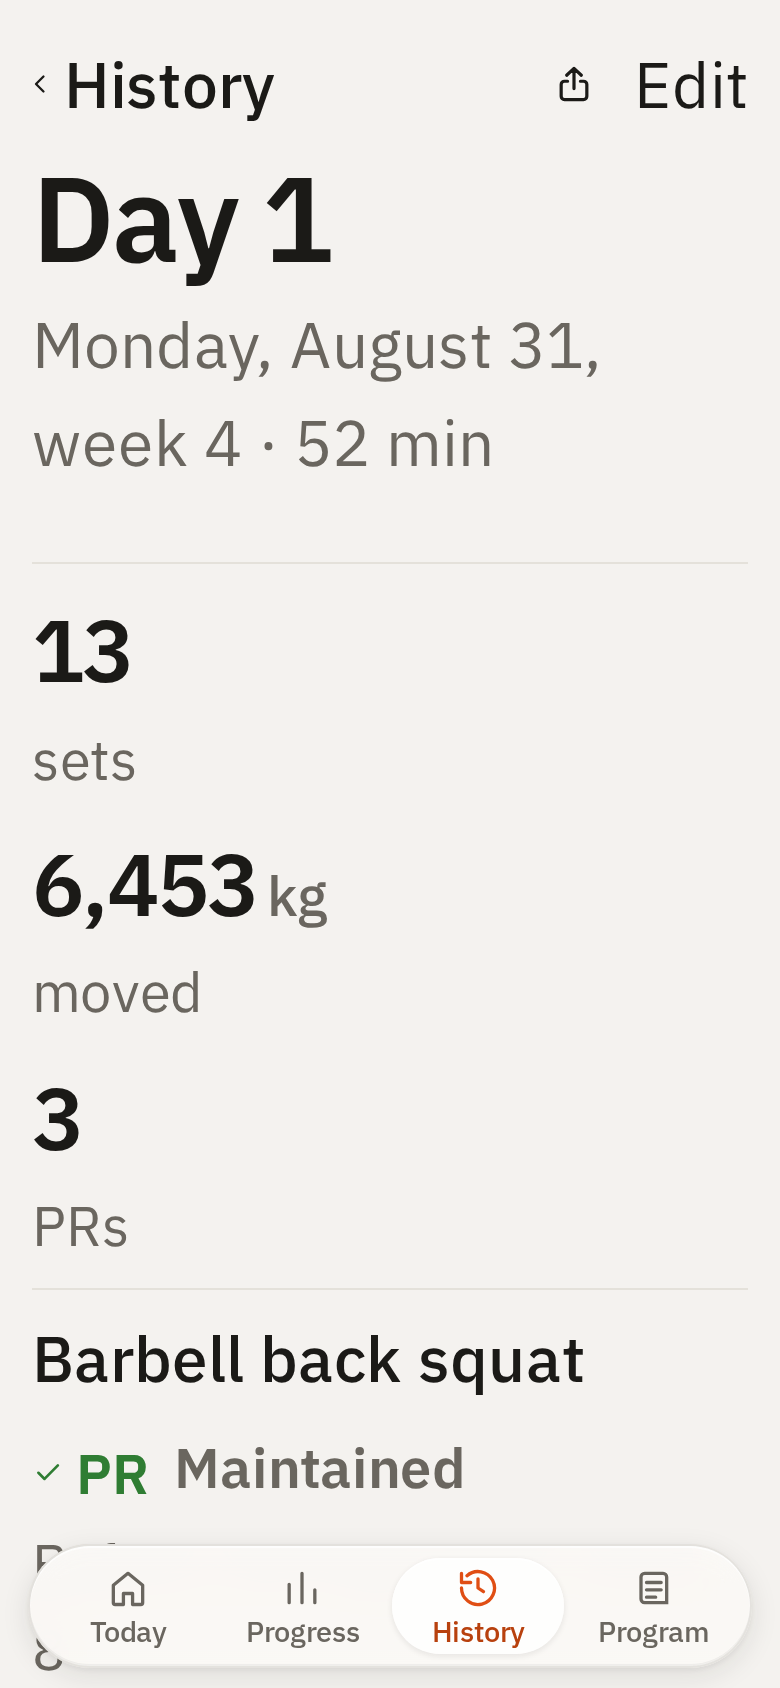 History
Edit
Day 1
Monday, August 31,
week 4 · 52 min
13
sets
6,453 kg
moved
3
PRs
Barbell back squat
PR Maintained
Today
Progress
History
Program